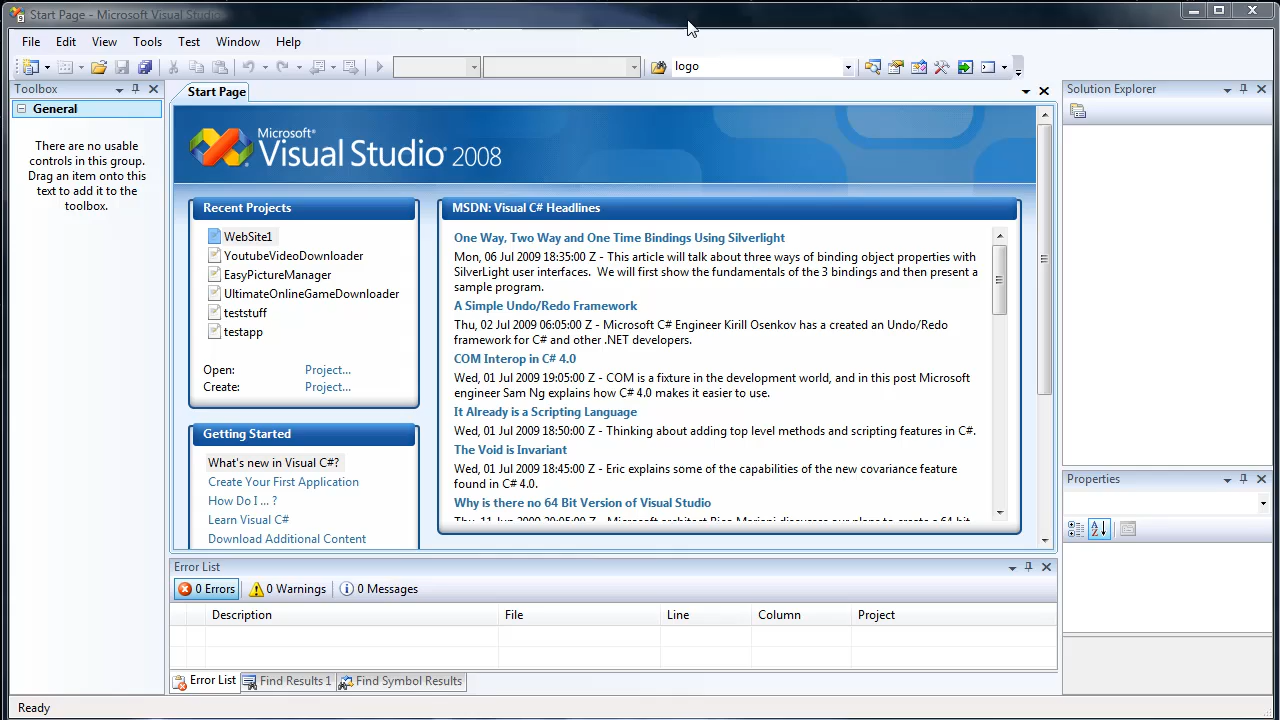 Start Page - Microsoft Visual Studio
File Edit View Tools Test Window Help
logo
Toolbox
General
There are no usable
controls in this group.
Drag an item onto this
text to add it to the
toolbox.
Start Page
Microsoft®
Visual Studio® 2008
Recent Projects
WebSite1
YoutubeVideoDownloader
EasyPictureManager
UltimateOnlineGameDownloader
teststuff
testapp
Open: Project...
Create: Project...
Getting Started
What's new in Visual C#?
Create Your First Application
How Do I ... ?
Learn Visual C#
Download Additional Content
MSDN: Visual C# Headlines
One Way, Two Way and One Time Bindings Using Silverlight
Mon, 06 Jul 2009 18:35:00 Z - This article will talk about three ways of binding object properties with
SilverLight user interfaces.  We will first show the fundamentals of the 3 bindings and then present a
sample program.
A Simple Undo/Redo Framework
Thu, 02 Jul 2009 06:05:00 Z - Microsoft C# Engineer Kirill Osenkov has a created an Undo/Redo
framework for C# and other .NET developers.
COM Interop in C# 4.0
Wed, 01 Jul 2009 19:05:00 Z - COM is a fixture in the development world, and in this post Microsoft
engineer Sam Ng explains how C# 4.0 makes it easier to use.
It Already is a Scripting Language
Wed, 01 Jul 2009 18:50:00 Z - Thinking about adding top level methods and scripting features in C#.
The Void is Invariant
Wed, 01 Jul 2009 18:45:00 Z - Eric explains some of the capabilities of the new covariance feature
found in C# 4.0.
Why is there no 64 Bit Version of Visual Studio
Solution Explorer
Properties
Error List
0 Errors 0 Warnings 0 Messages
Description File Line Column Project
Error List Find Results 1 Find Symbol Results
Ready